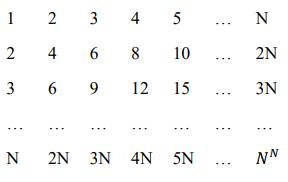 1 2 3 4 5 … N
2 4 6 8 10 … 2N
3 6 9 12 15 … 3N
… … … … … … …
N 2N 3N 4N 5N … Nᴺ